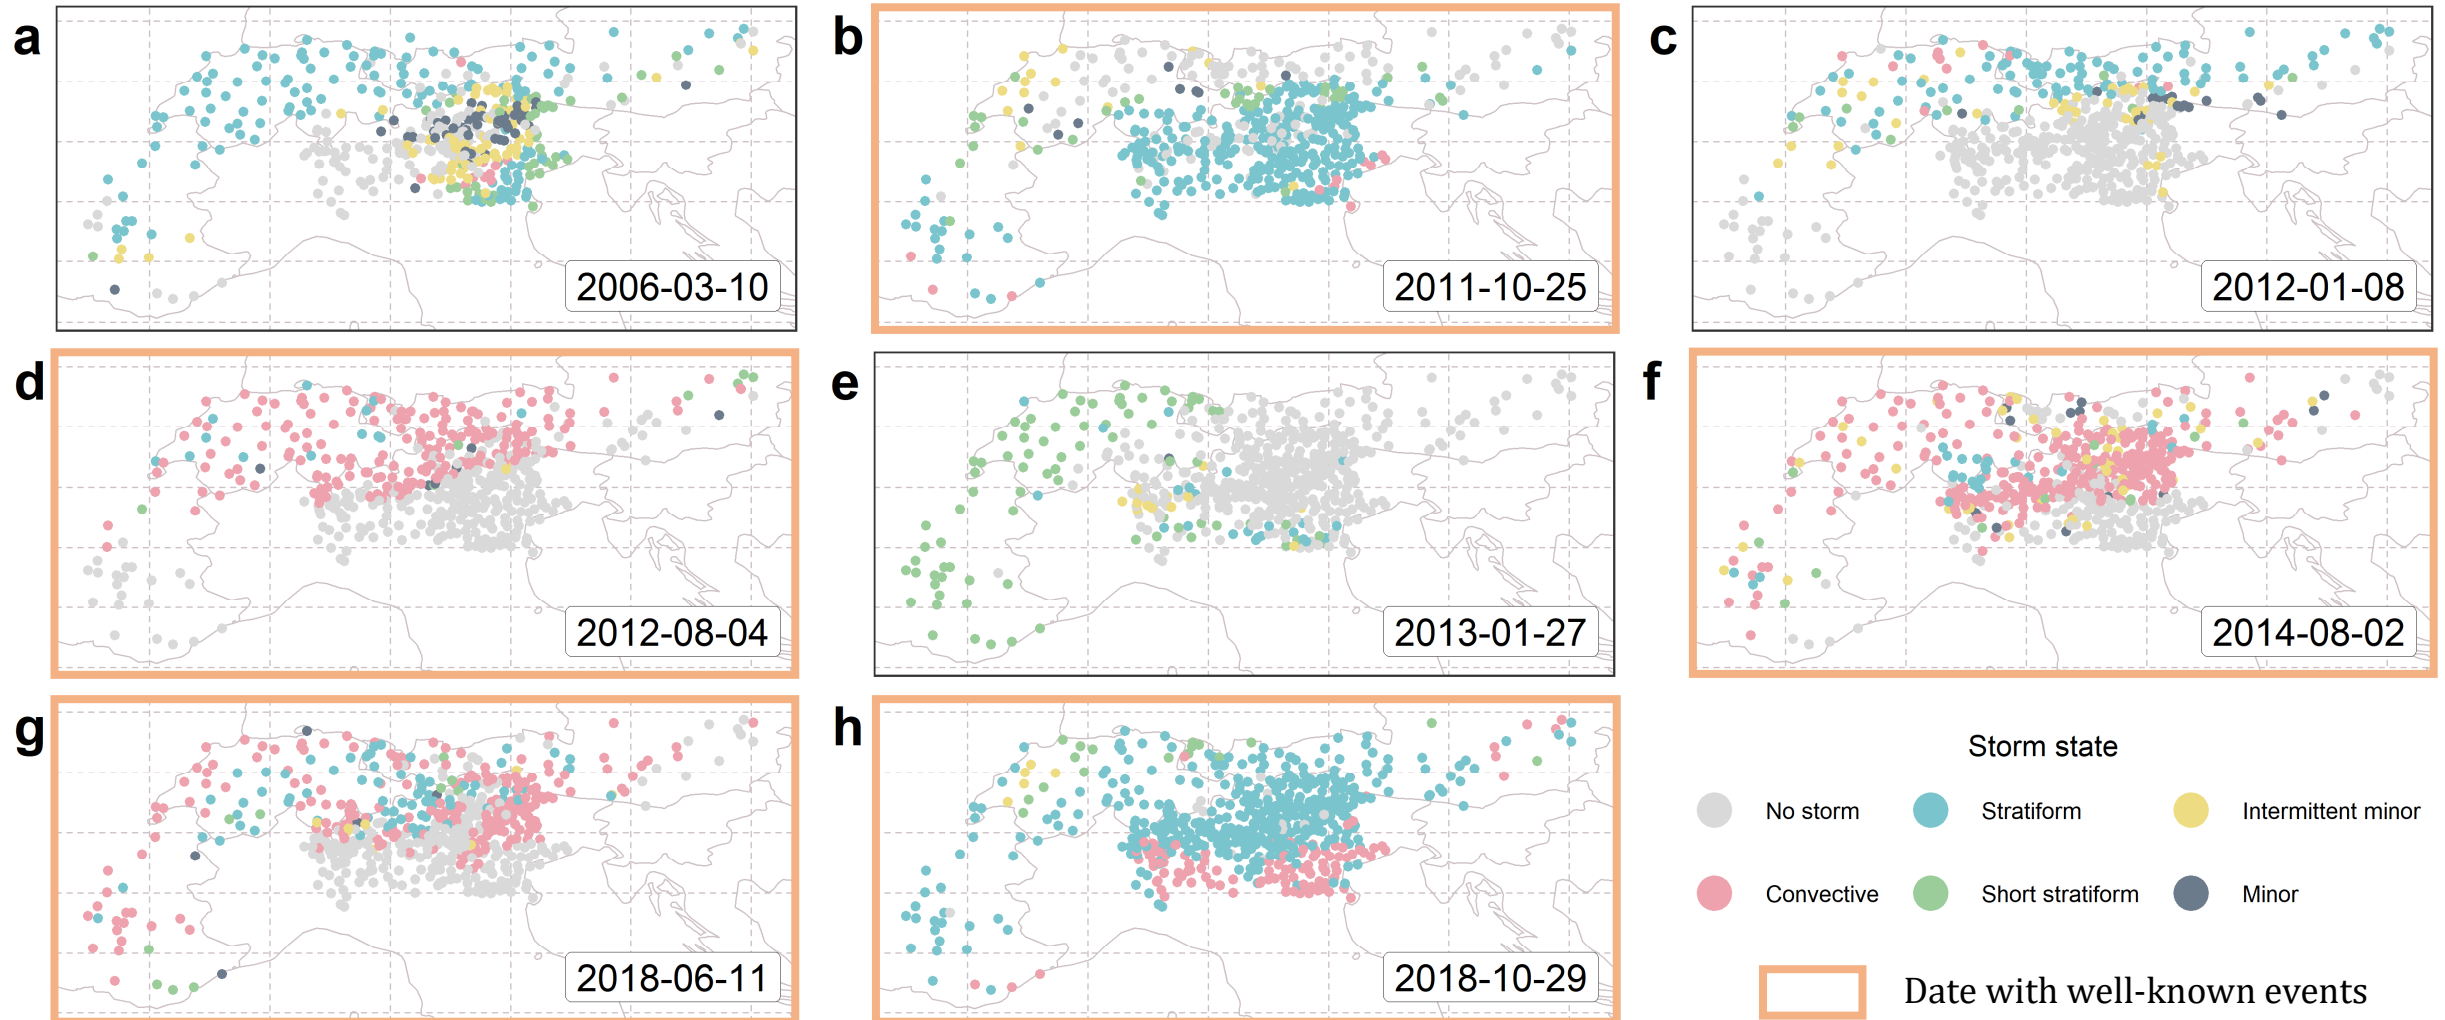 a
2006-03-10
b
2011-10-25
c
2012-01-08
d
2012-08-04
e
2013-01-27
f
2014-08-02
g
2018-06-11
h
2018-10-29
Storm state
No storm
Stratiform
Intermittent minor
Convective
Short stratiform
Minor
Date with well-known events